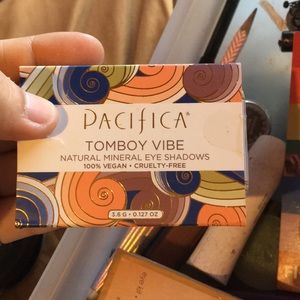 PACIFICA®
TOMBOY VIBE
NATURAL MINERAL EYE SHADOWS
100% VEGAN • CRUELTY-FREE
3.6 G • 0.127 OZ